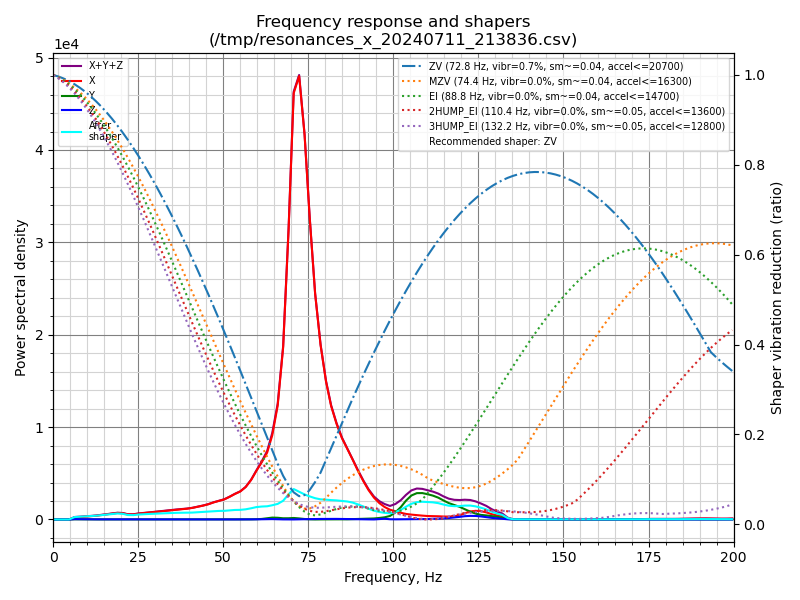 Frequency response and shapers
(/tmp/resonances_x_20240711_213836.csv)
1e4
X+Y+Z
X
Y
After
shaper
ZV (72.8 Hz, vibr=0.7%, sm~=0.04, accel<=20700)
MZV (74.4 Hz, vibr=0.0%, sm~=0.04, accel<=16300)
EI (88.8 Hz, vibr=0.0%, sm~=0.04, accel<=14700)
2HUMP_EI (110.4 Hz, vibr=0.0%, sm~=0.05, accel<=13600)
3HUMP_EI (132.2 Hz, vibr=0.0%, sm~=0.05, accel<=12800)
Recommended shaper: ZV
5
4
3
2
1
0
Power spectral density
1.0
0.8
0.6
0.4
0.2
0.0
Shaper vibration reduction (ratio)
0 25 50 75 100 125 150 175 200
Frequency, Hz